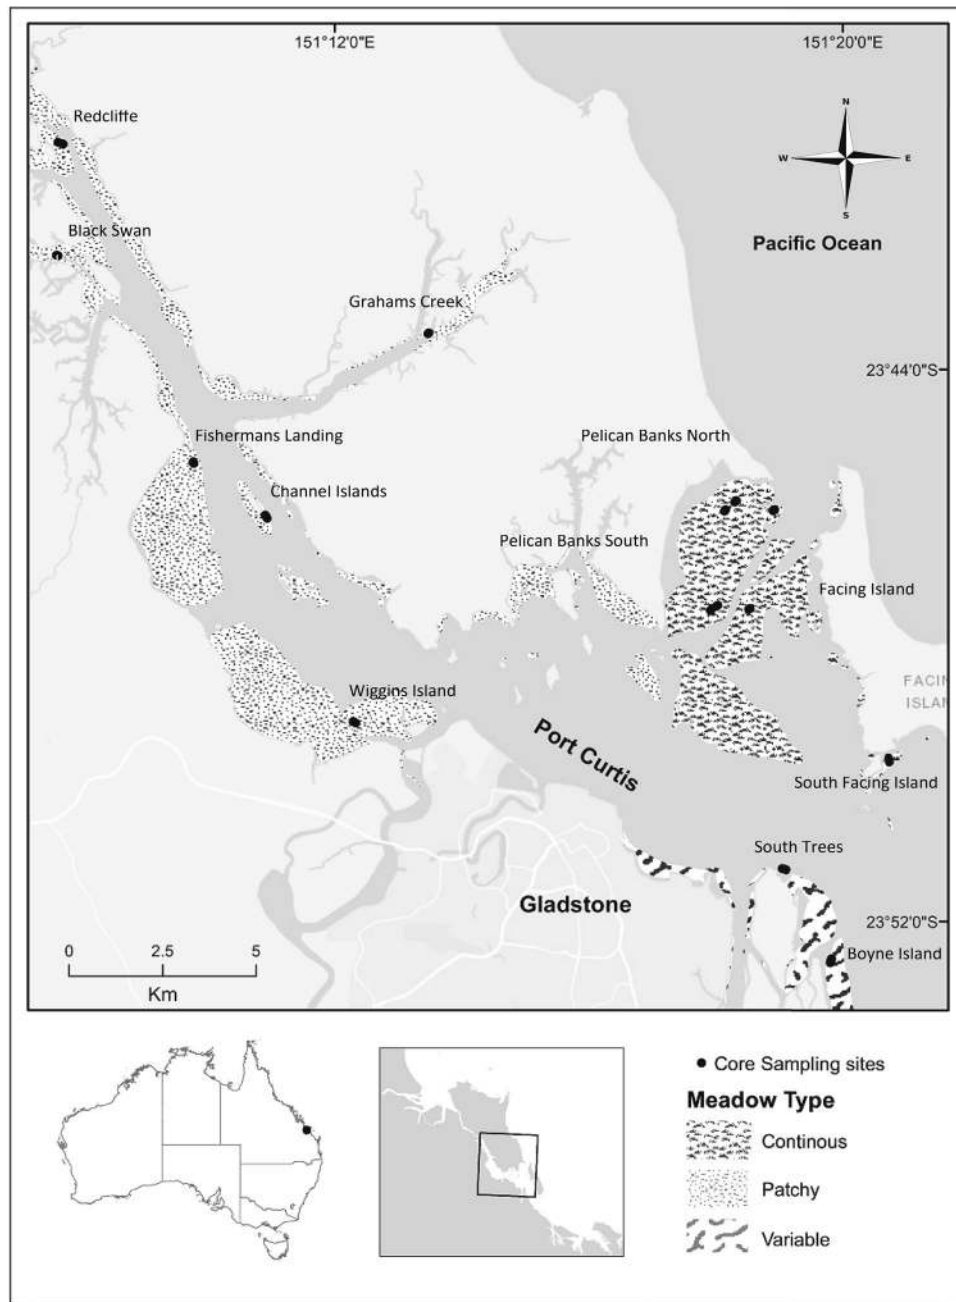 151°12'0"E
151°20'0"E
Redcliffe
N
W
E
S
Black Swan
Pacific Ocean
Grahams Creek
23°44'0"S
Fishermans Landing
Pelican Banks North
Channel Islands
Pelican Banks South
Facing Island
FACIN
ISLAN
Wiggins Island
Port Curtis
South Facing Island
South Trees
Gladstone
23°52'0"S
0
2.5
5
Km
Boyne Island
Core Sampling sites
Meadow Type
Continous
Patchy
Variable